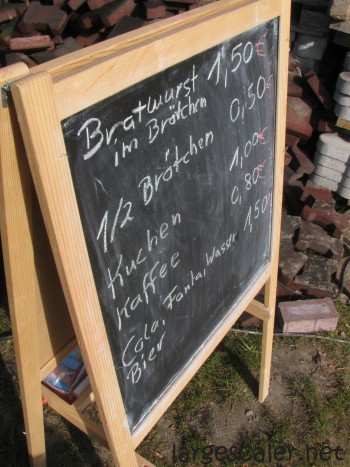 Bratwurst 1,50€
im Brötchen
1/2 Brötchen 0,50€
Kuchen 1,00€
Kaffee 0,80€
Cola, Fanta, Wasser 1,50€
Bier
largescaler.net